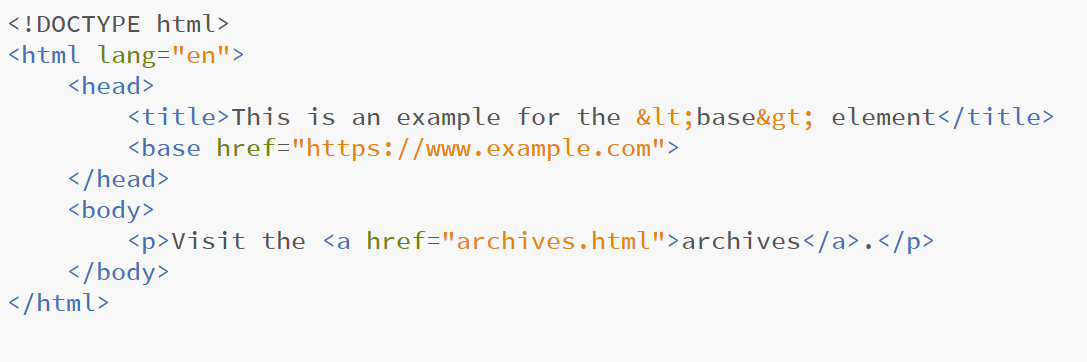 <!DOCTYPE html>
<html lang="en">
    <head>
        <title>This is an example for the &lt;base&gt; element</title>
        <base href="https://www.example.com">
    </head>
    <body>
        <p>Visit the <a href="archives.html">archives</a>.</p>
    </body>
</html>